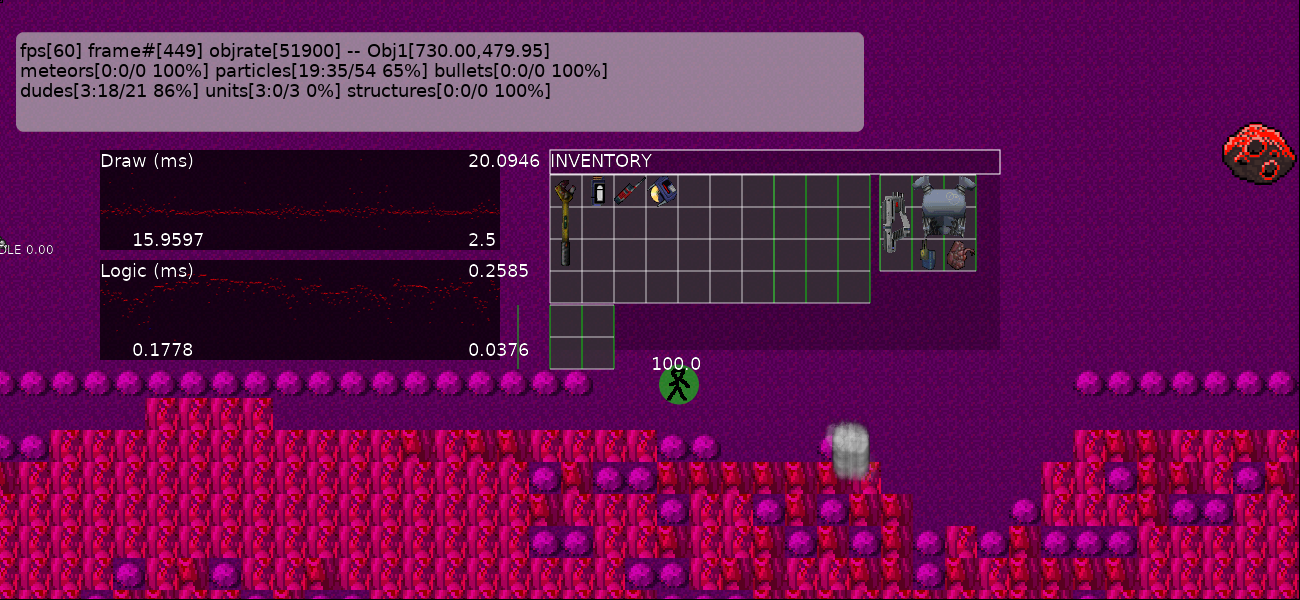 fps[60] frame#[449] objrate[51900] -- Obj1[730.00,479.95]
meteors[0:0/0 100%] particles[19:35/54 65%] bullets[0:0/0 100%]
dudes[3:18/21 86%] units[3:0/3 0%] structures[0:0/0 100%]
Draw (ms) 20.0946
15.9597 2.5
INVENTORY
0.00
Logic (ms) 0.2585
0.1778 0.0376
100.0